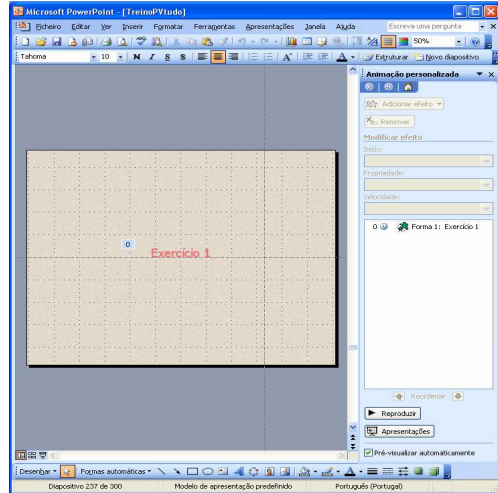 Microsoft PowerPoint - [TreinoPVtudo]
Ficheiro Editar Ver Inserir Formatar Ferramentas Apresentações Janela Ajuda Escreva uma pergunta
50%
Tahoma 10 N I S S Estruturar Novo diapositivo
Animação personalizada
Adicionar efeito
Remover
Modificar efeito
Início:
Propriedade:
Velocidade:
0 Forma 1: Exercício 1
0
Exercício 1
Reordenar
Reproduzir
Apresentações
Pré-visualizar automaticamente
Desenhar Formas automáticas
Diapositivo 237 de 300 Modelo de apresentação predefinido Português (Portugal)